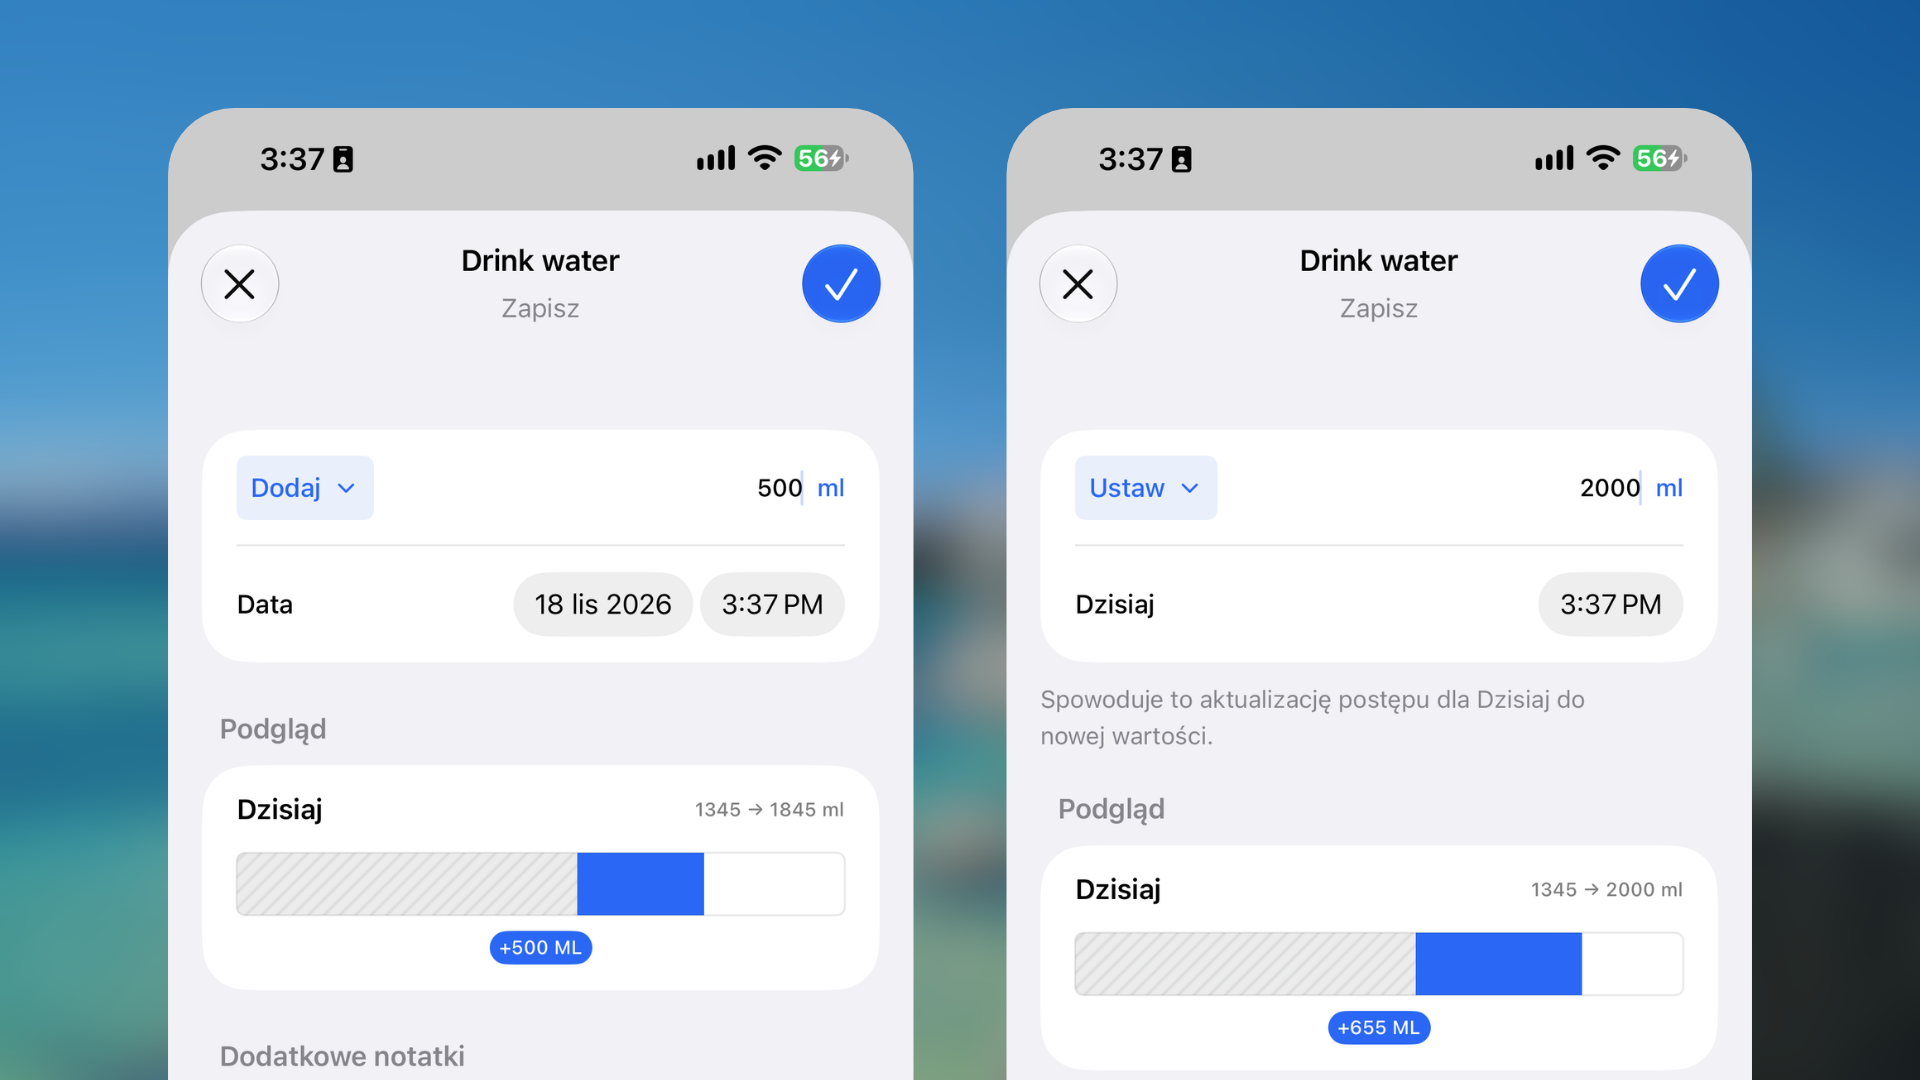 3:37
56
Drink water
Zapisz
Dodaj
500 ml
Data
18 lis 2026
3:37 PM
Podgląd
Dzisiaj
1345 → 1845 ml
+500 ML
Dodatkowe notatki
3:37
56
Drink water
Zapisz
Ustaw
2000 ml
Dzisiaj
3:37 PM
Spowoduje to aktualizację postępu dla Dzisiaj do
nowej wartości.
Podgląd
Dzisiaj
1345 → 2000 ml
+655 ML